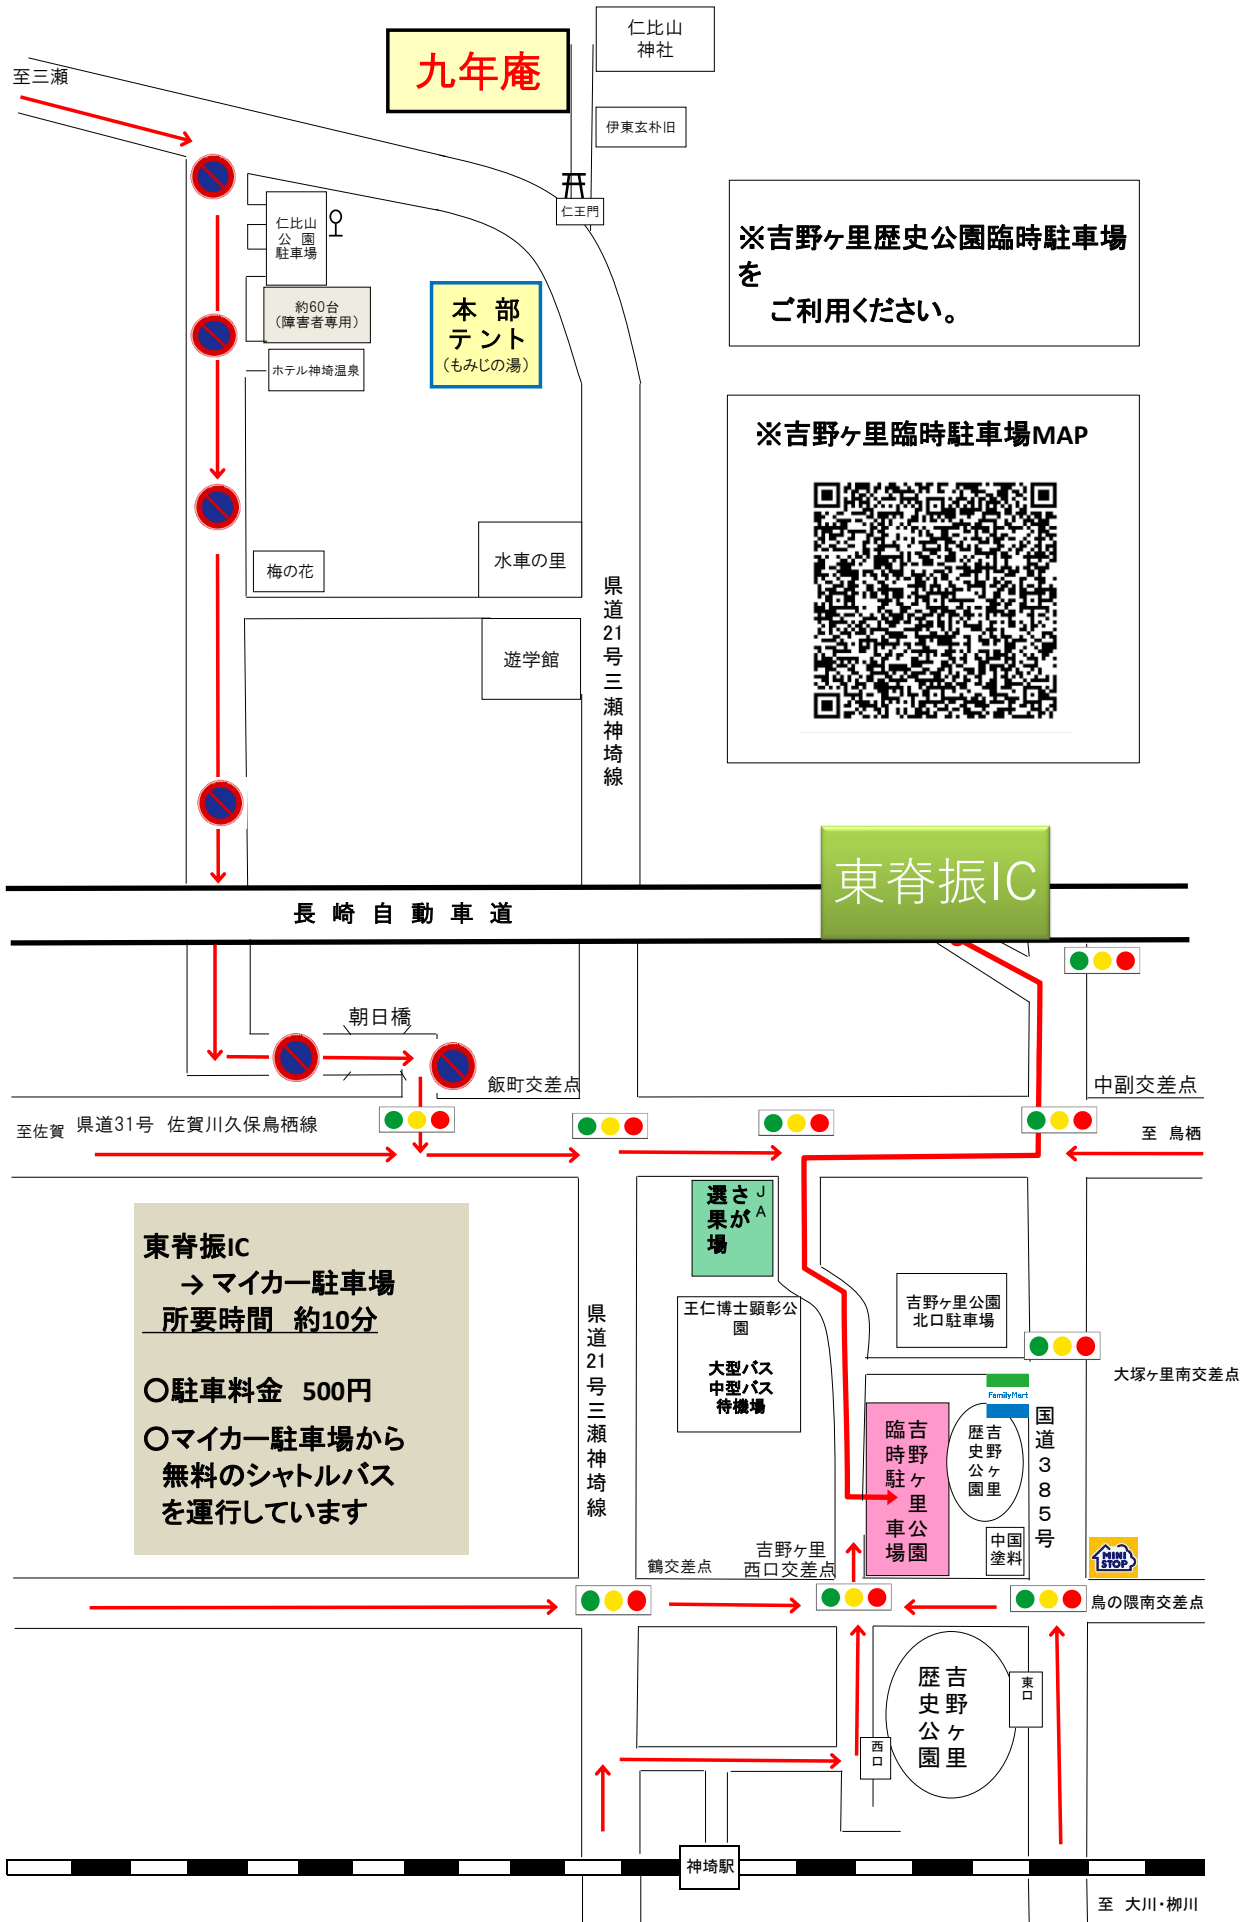 仁比山
神社
九年庵
至三瀬
伊東玄朴旧
仁王門
仁比山
公 園
駐車場
約60台
（障害者専用）
ホテル神埼温泉
本 部
テント
（もみじの湯）
※吉野ヶ里歴史公園臨時駐車場
を
ご利用ください。
※吉野ヶ里臨時駐車場MAP
梅の花
水車の里
遊学館
県道21号三瀬神埼線
東脊振IC
長 崎 自 動 車 道
朝日橋
飯町交差点
中副交差点
至佐賀
県道31号 佐賀川久保鳥栖線
至 鳥栖
JA
さが
選果場
東脊振IC
→ マイカー駐車場
所要時間 約10分
〇駐車料金 500円
〇マイカー駐車場から
無料のシャトルバス
を運行しています
県道21号三瀬神埼線
王仁博士顕彰公
園
大型バス
中型バス
待機場
吉野ヶ里公園
北口駐車場
大塚ヶ里南交差点
FamilyMart
国道385号
吉野ヶ里公園
臨時駐車場
吉野ヶ里
歴史公園
中国
塗料
MINI
STOP
鶴交差点
吉野ヶ里
西口交差点
鳥の隈南交差点
吉野ヶ里
歴史公園
東口
西口
神埼駅
至 大川・柳川